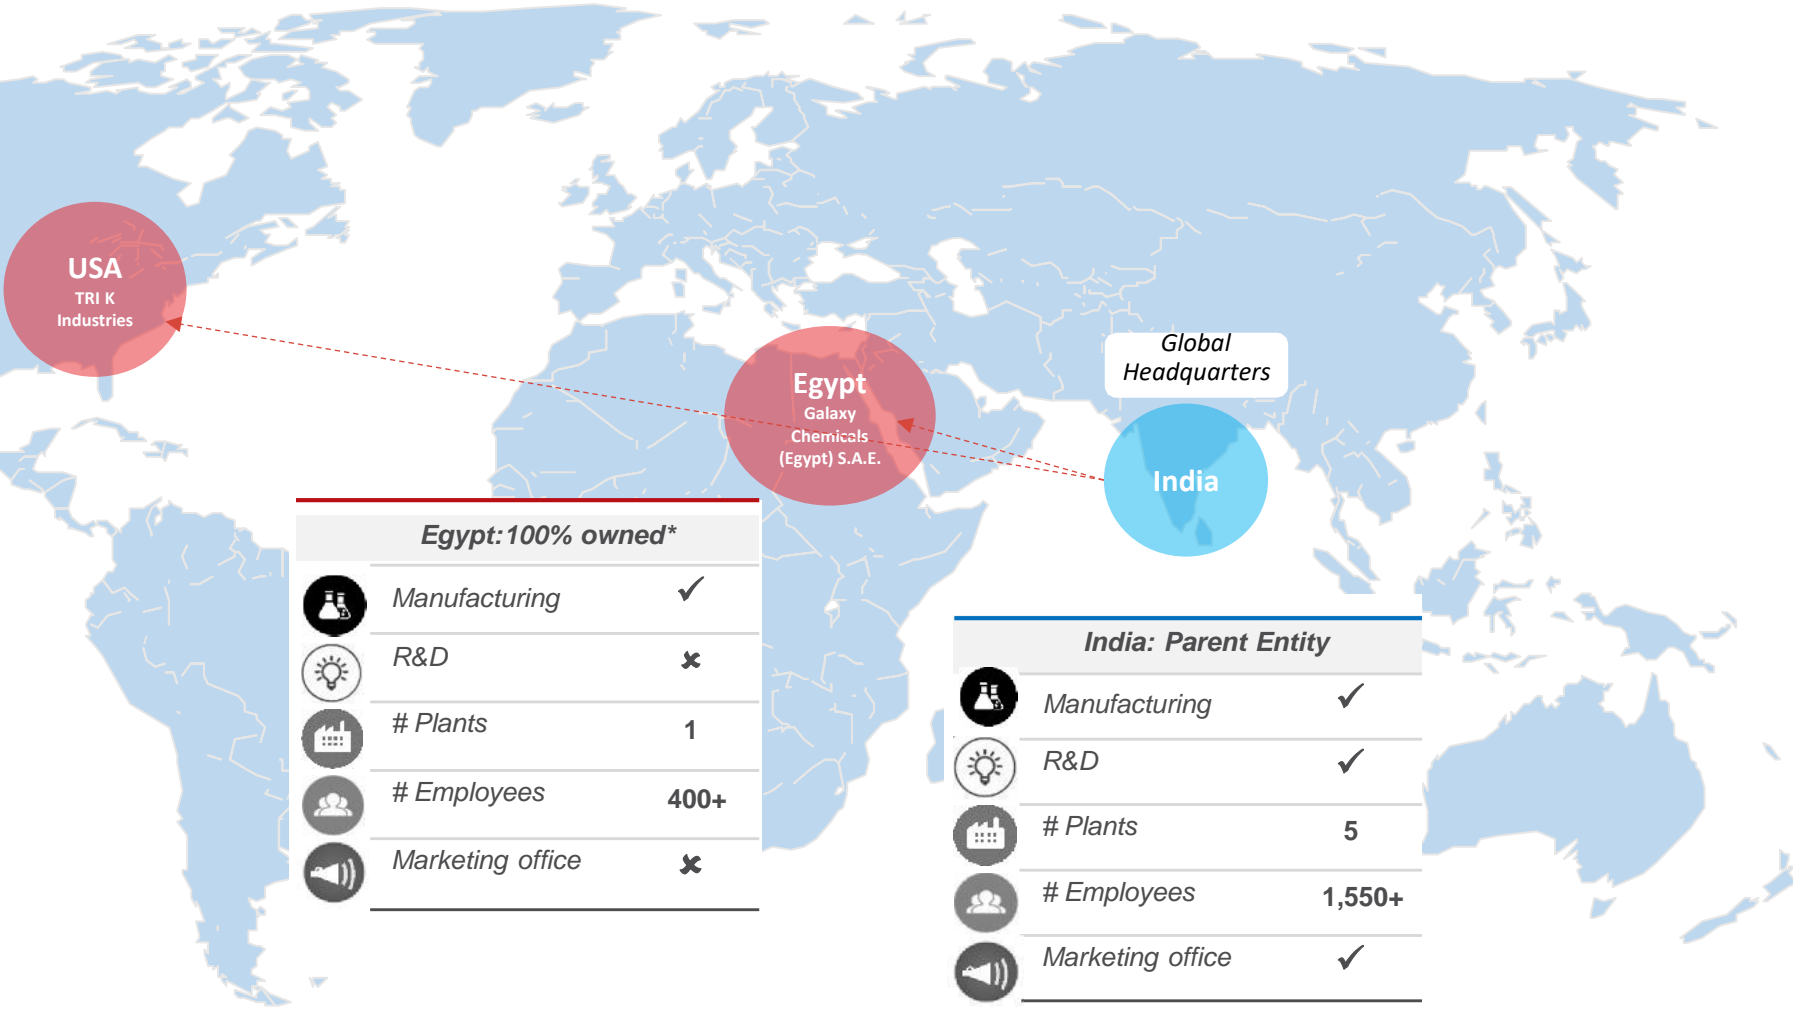 USA
TRI K
Industries
Global
Headquarters
Egypt
Galaxy
Chemicals
(Egypt) S.A.E.
India
Egypt:100% owned*
Manufacturing ✓
R&D ✘
# Plants 1
# Employees 400+
Marketing office ✘
India: Parent Entity
Manufacturing ✓
R&D ✓
# Plants 5
# Employees 1,550+
Marketing office ✓